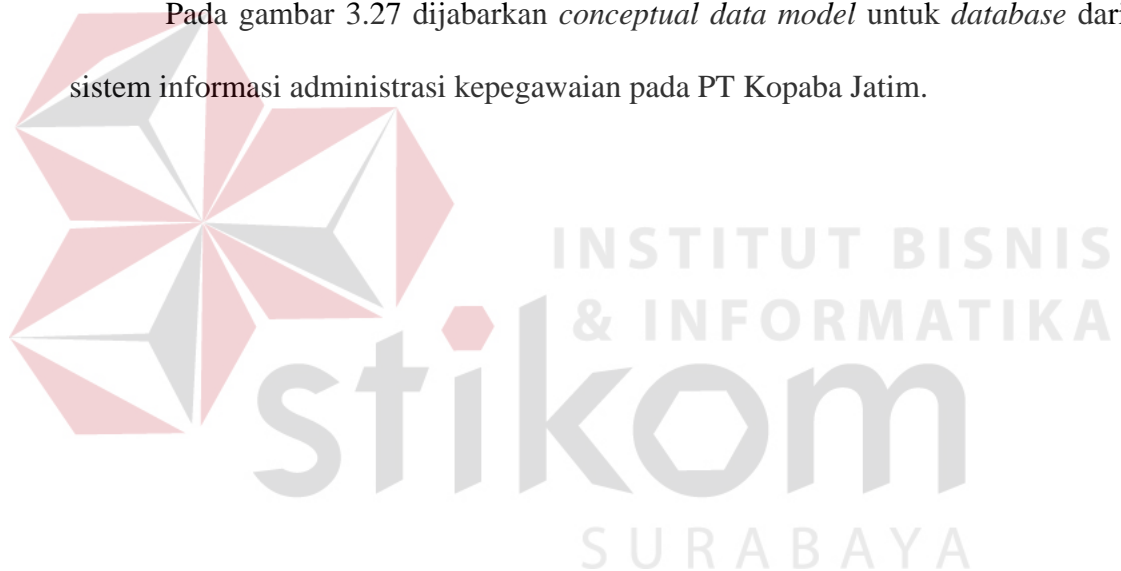 Pada gambar 3.27 dijabarkan conceptual data model untuk database dari
sistem informasi administrasi kepegawaian pada PT Kopaba Jatim.
INSTITUT BISNIS
& INFORMATIKA
stikom
SURABAYA